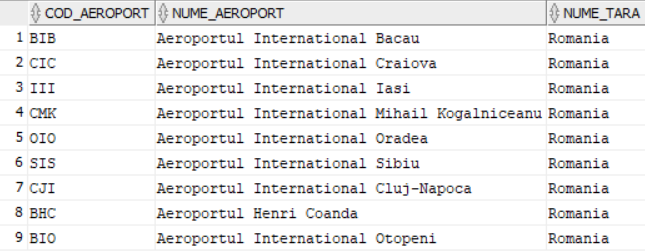 COD_AEROPORT NUME_AEROPORT NUME_TARA
1 BIB Aeroportul International Bacau Romania
2 CIC Aeroportul International Craiova Romania
3 III Aeroportul International Iasi Romania
4 CMK Aeroportul International Mihail Kogalniceanu Romania
5 OIO Aeroportul International Oradea Romania
6 SIS Aeroportul International Sibiu Romania
7 CJI Aeroportul International Cluj-Napoca Romania
8 BHC Aeroportul Henri Coanda Romania
9 BIO Aeroportul International Otopeni Romania